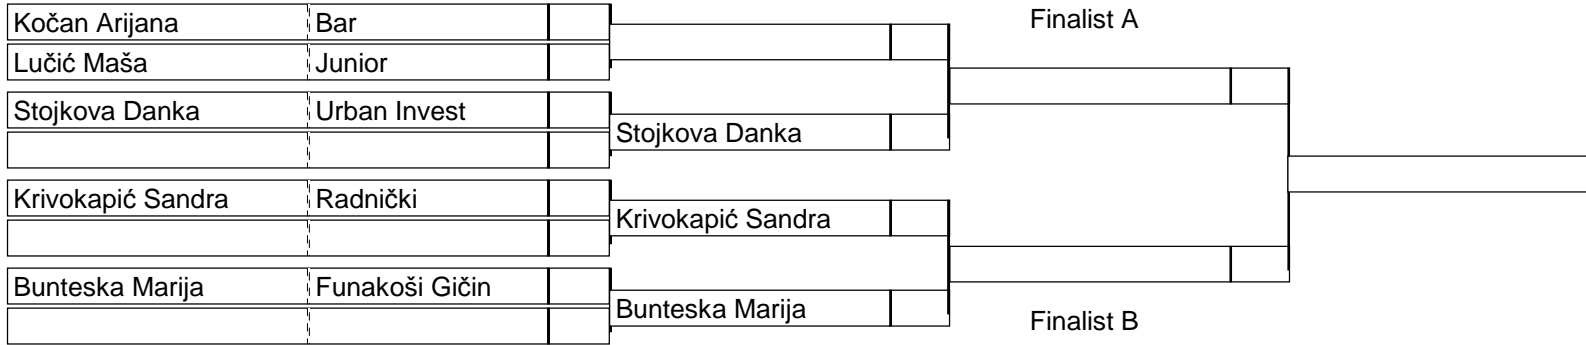 Kočan Arijana Bar
Lučić Maša Junior
Stojkova Danka Urban Invest
Krivokapić Sandra Radnički
Bunteska Marija Funakoši Gičin
Stojkova Danka
Krivokapić Sandra
Bunteska Marija
Finalist A
Finalist B